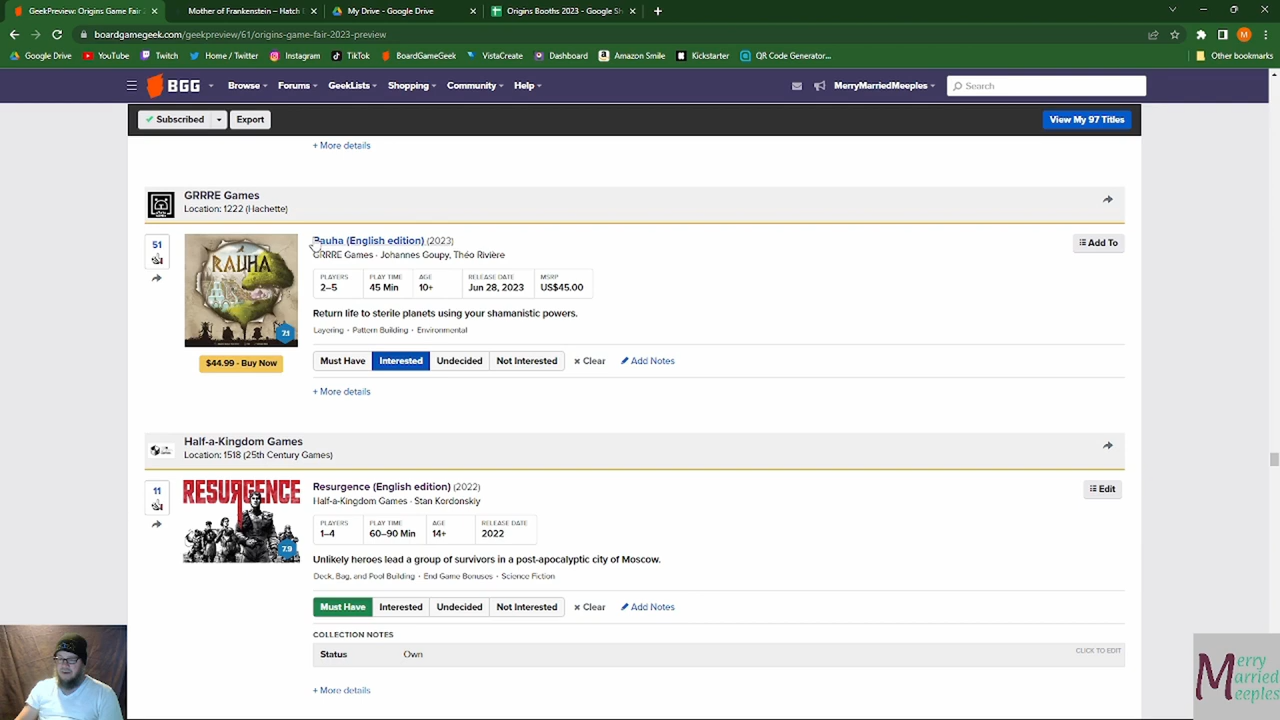 GeekPreview: Origins Game Fair 2
Mother of Frankenstein – Hatch
My Drive - Google Drive
Origins Booths 2023 - Google Sh
boardgamegeek.com/geekpreview/61/origins-game-fair-2023-preview
Google Drive
YouTube
Twitch
Home / Twitter
Instagram
TikTok
BoardGameGeek
VistaCreate
Dashboard
Amazon Smile
Kickstarter
QR Code Generator...
Other bookmarks
BGG
Browse
Forums
GeekLists
Shopping
Community
Help
MerryMarriedMeeples
Search
Subscribed
Export
View My 97 Titles
+ More details
GRRRE Games
Location: 1222 (Hachette)
51
RAUHA
7.1
$44.99 - Buy Now
Rauha (English edition) (2023)
Add To
GRRRE Games · Johannes Goupy, Théo Rivière
PLAYERS PLAY TIME AGE RELEASE DATE MSRP
2–5 45 Min 10+ Jun 28, 2023 US$45.00
Return life to sterile planets using your shamanistic powers.
Layering · Pattern Building · Environmental
Must Have Interested Undecided Not Interested × Clear Add Notes
+ More details
Half-a-Kingdom Games
Location: 1518 (25th Century Games)
11
RESURGENCE
7.9
Resurgence (English edition) (2022)
Edit
Half-a-Kingdom Games · Stan Kordonskiy
PLAYERS PLAY TIME AGE RELEASE DATE
1–4 60–90 Min 14+ 2022
Unlikely heroes lead a group of survivors in a post-apocalyptic city of Moscow.
Deck, Bag, and Pool Building · End Game Bonuses · Science Fiction
Must Have Interested Undecided Not Interested × Clear Add Notes
COLLECTION NOTES
Status Own
CLICK TO EDIT
+ More details
Merry
Married
Meeples